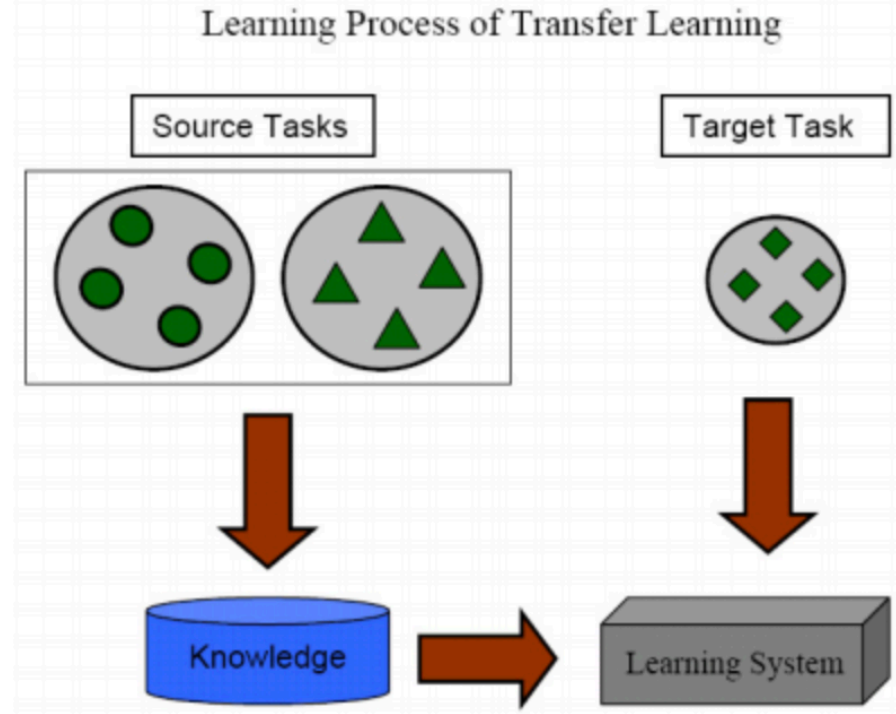 Learning Process of Transfer Learning
Source Tasks
Target Task
Knowledge
Learning System